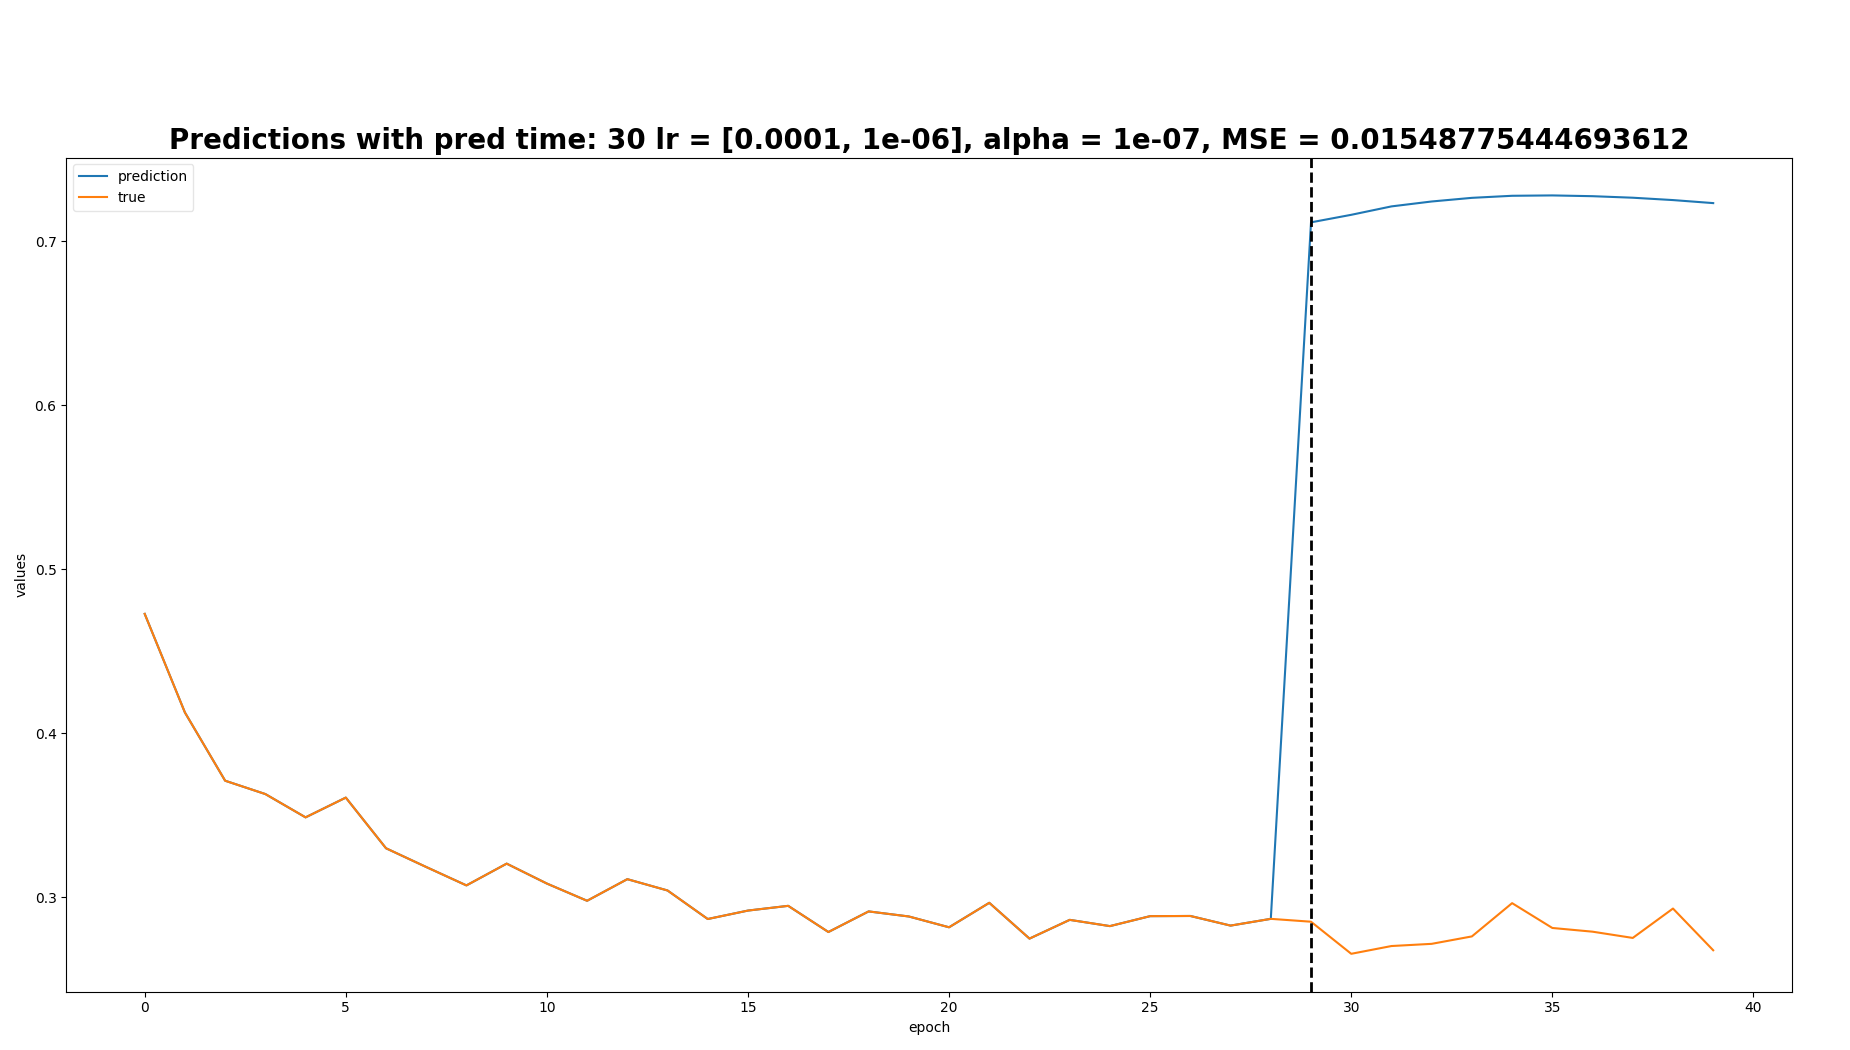 Predictions with pred time: 30 lr = [0.0001, 1e-06], alpha = 1e-07, MSE = 0.01548775444693612
prediction
true
0.7
0.6
0.5
0.4
0.3
values
0 5 10 15 20 25 30 35 40
epoch